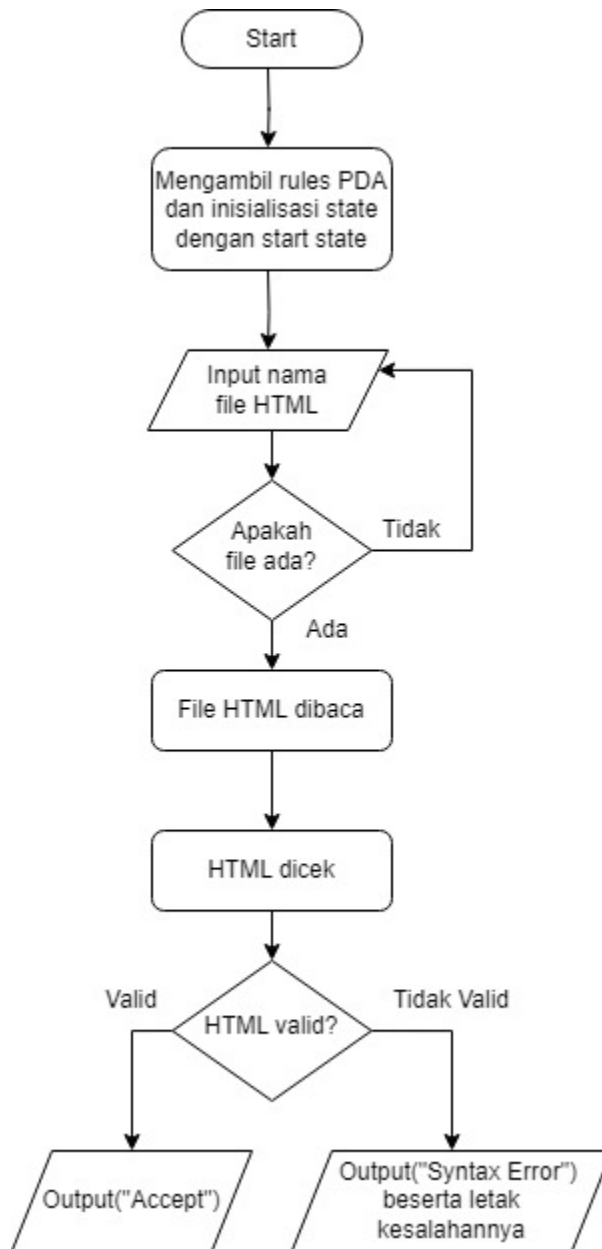 Start
Mengambil rules PDA
dan inisialisasi state
dengan start state
Input nama
file HTML
Apakah
file ada?
Tidak
Ada
File HTML dibaca
HTML dicek
Valid
HTML valid?
Tidak Valid
Output("Accept")
Output("Syntax Error")
beserta letak
kesalahannya